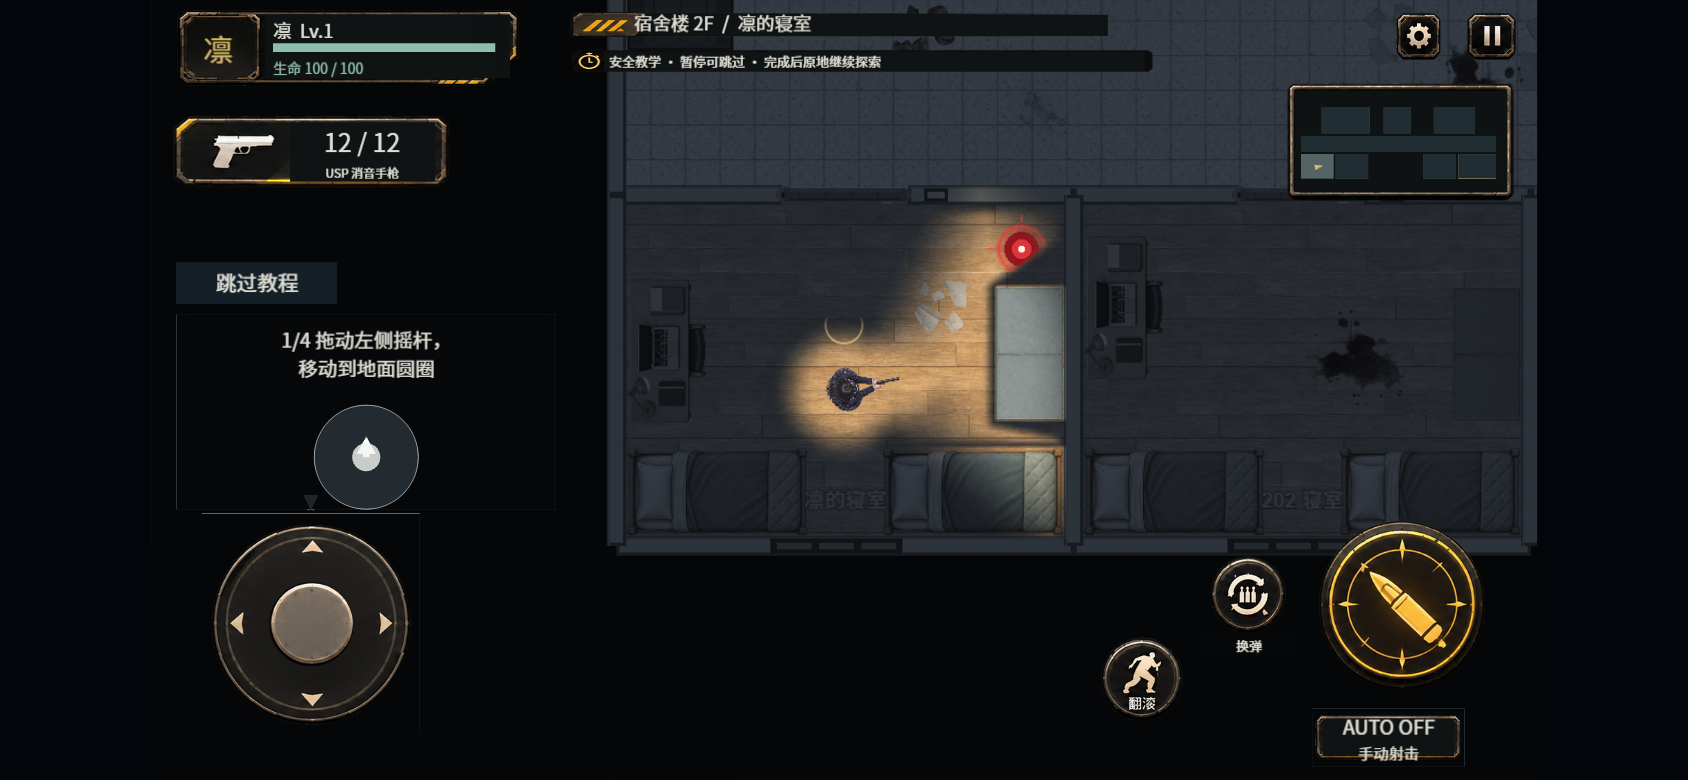 凛
凛 Lv.1
生命 100 / 100
宿舍楼 2F / 凛的寝室
安全教学 · 暂停可跳过 · 完成后原地继续探索
12 / 12
USP 消音手枪
跳过教程
1/4 拖动左侧摇杆，
移动到地面圆圈
凛的寝室
202 寝室
换弹
翻滚
AUTO OFF
手动射击